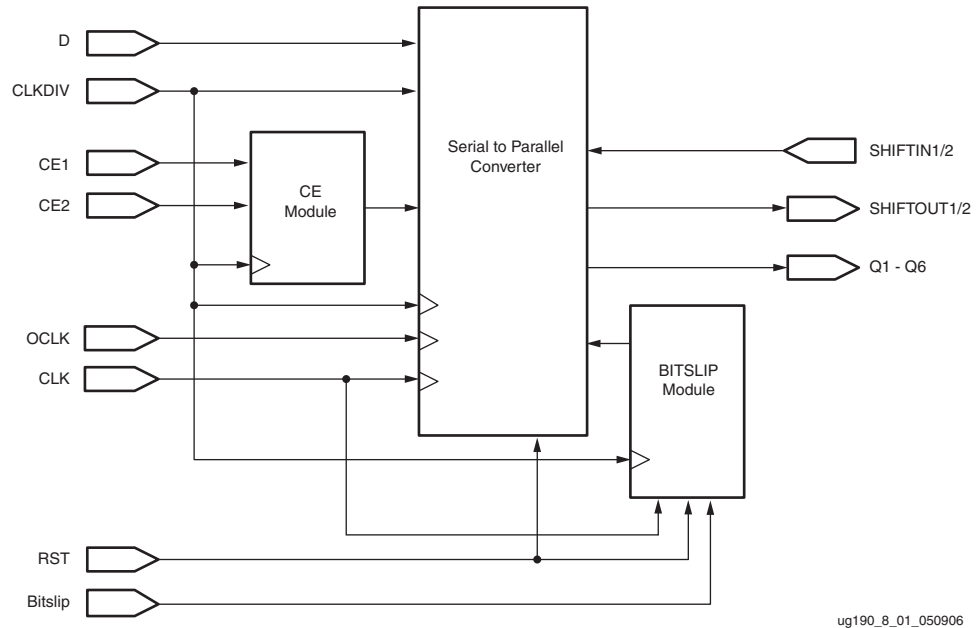 D
CLKDIV
CE1
CE2
CE
Module
Serial to Parallel
Converter
SHIFTIN1/2
SHIFTOUT1/2
Q1 - Q6
OCLK
CLK
BITSLIP
Module
RST
Bitslip
ug190_8_01_050906